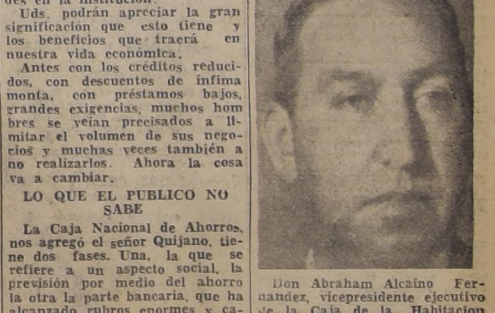 des en la institución.
Uds. podrán apreciar la gran
significación que esto tiene y
los beneficios que traerá en
nuestra vida económica.
Antes con los créditos reduci-
dos, con descuentos de ínfima
monta, con préstamos bajos,
grandes exigencias, muchos hom
bres se veían precisados a li-
mitar el volumen de sus nego-
cios y muchas veces también a
no realizarlos. Ahora la cosa
va a cambiar.
LO QUE EL PUBLICO NO
SABE
La Caja Nacional de Ahorros,
nos agregó el señor Quijano, tie-
ne dos fases. Una, la que se
refiere a un aspecto social, la
previsión por medio del ahorro
la otra la parte bancaria, que ha
alcanzado rubros enormes y ca-
Don Abraham Alcaíno Fer-
nandez, vicepresidente ejecutivo
de la Caja de la Habitación